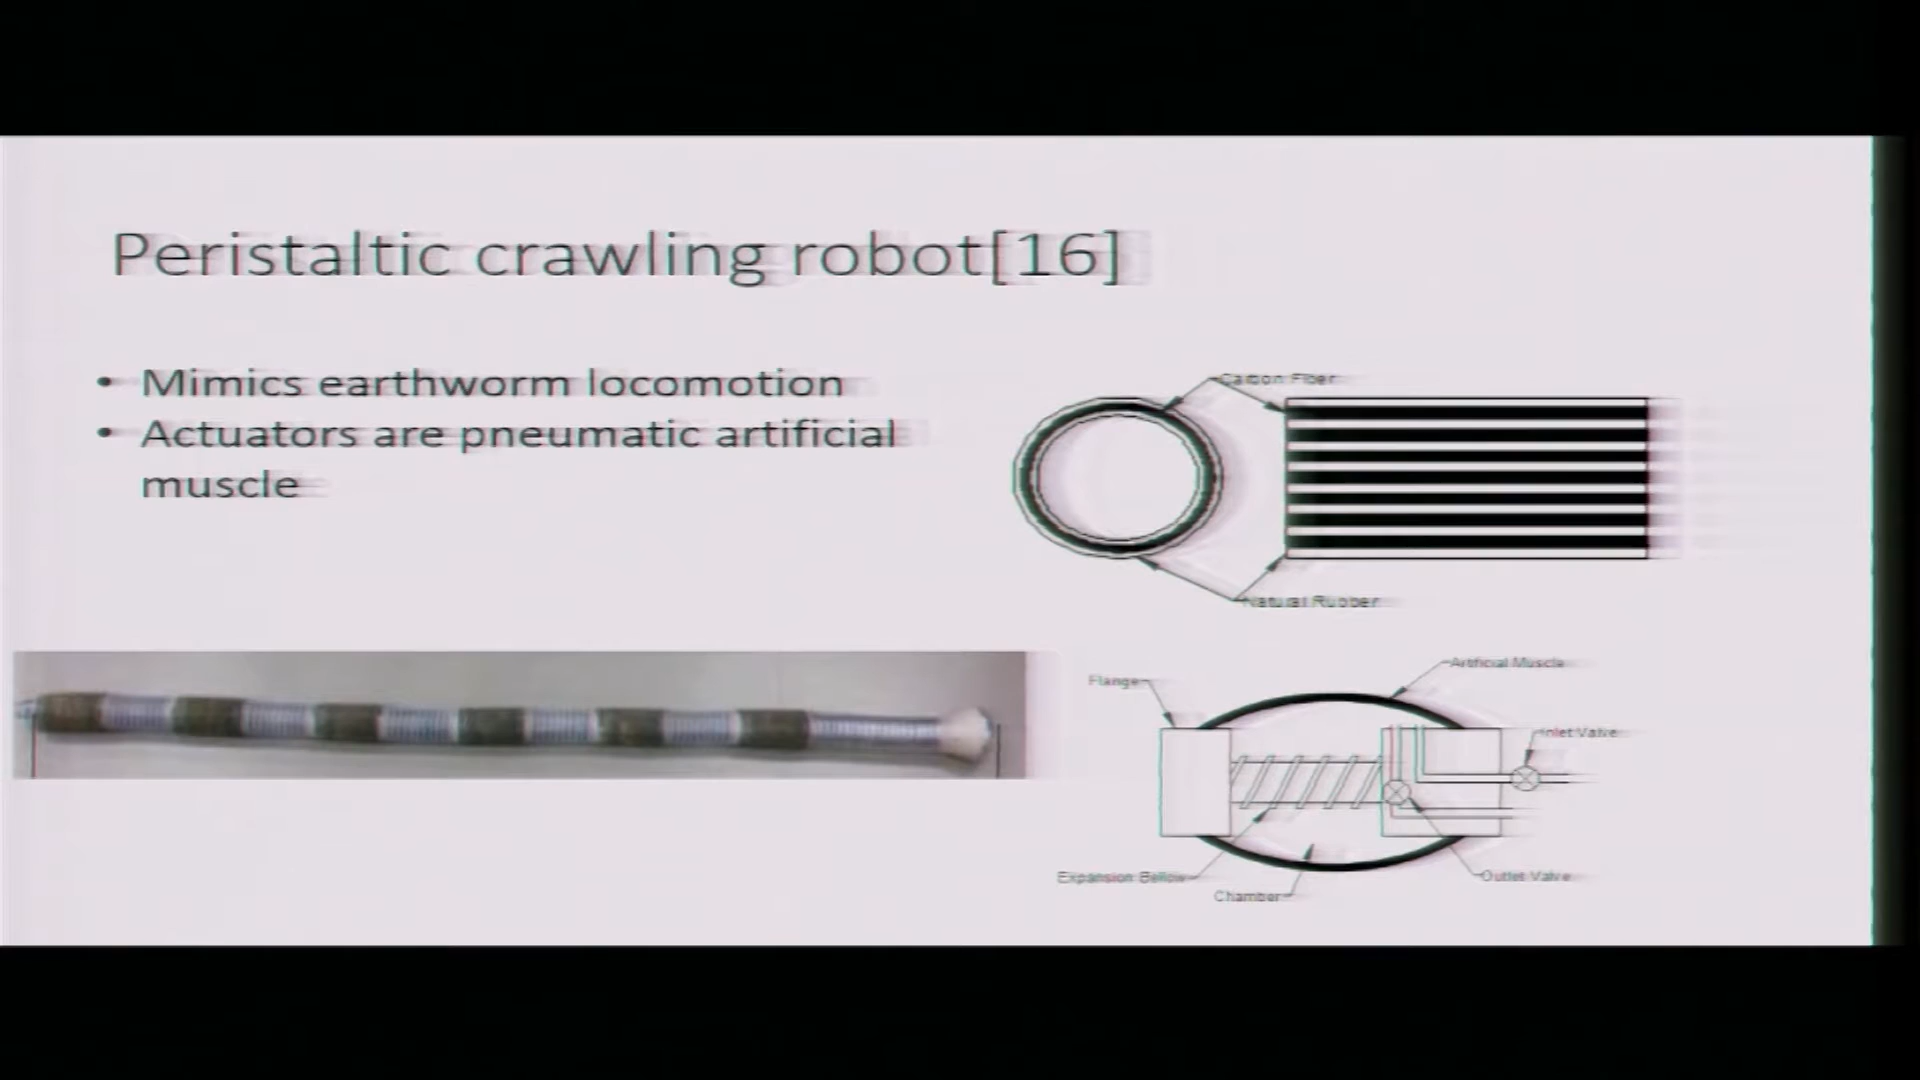 Peristaltic crawling robot[16]
• Mimics earthworm locomotion
• Actuators are pneumatic artificial
muscle
Carbon Fiber
Natural Rubber
Artificial Muscle
Flange
Inlet Valve
Expansion Bellow
Outlet Valve
Chamber